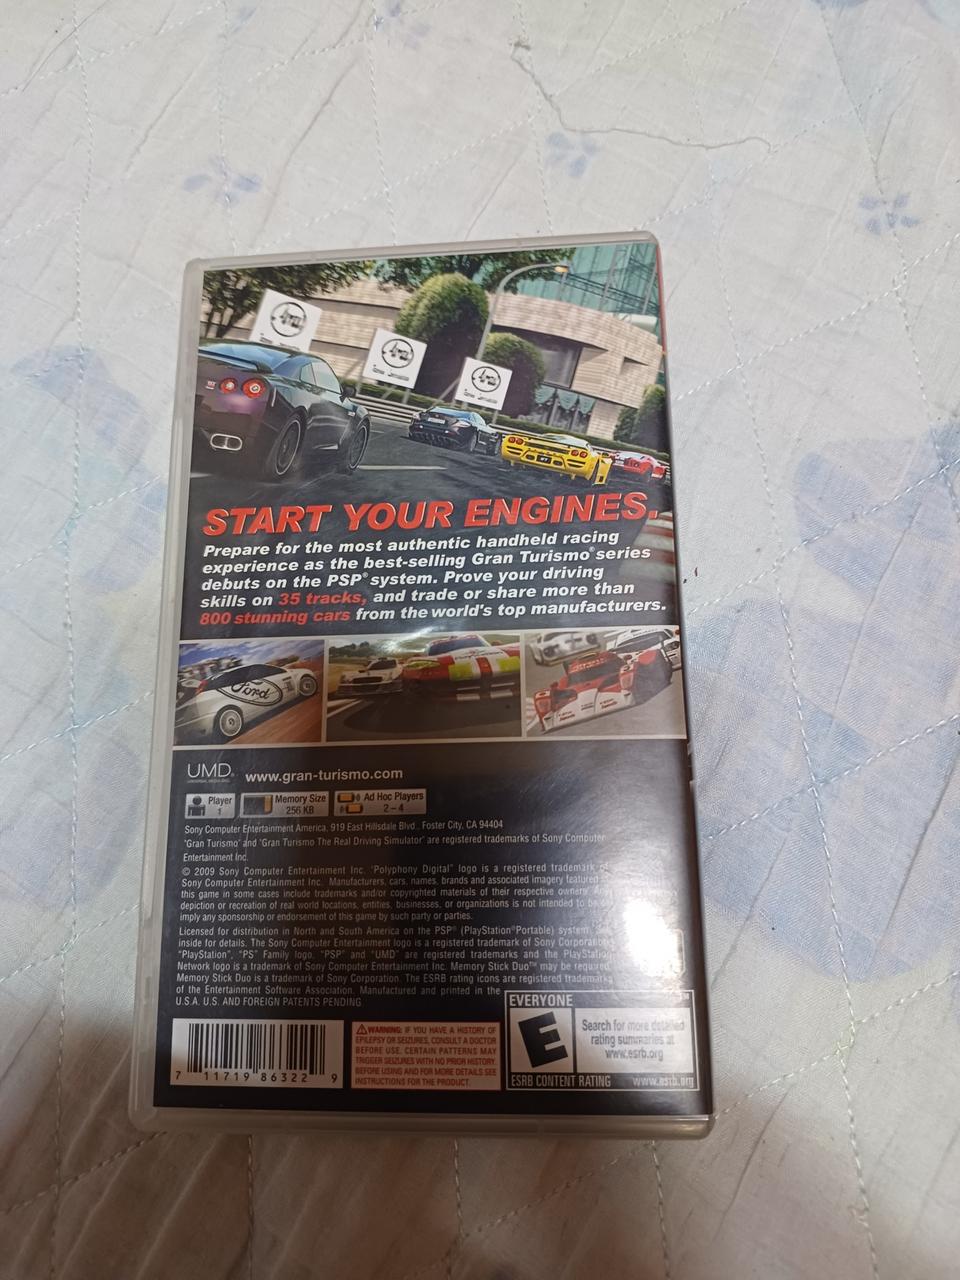 START YOUR ENGINES.
Prepare for the most authentic handheld racing
experience as the best-selling Gran Turismo® series
debuts on the PSP® system. Prove your driving
skills on 35 tracks, and trade or share more than
800 stunning cars from the world's top manufacturers.
Ford
UMD® www.gran-turismo.com
Player
1
Memory Size
256 KB
Ad Hoc Players
2 – 4
Sony Computer Entertainment America, 919 East Hillsdale Blvd., Foster City, CA 94404
"Gran Turismo" and "Gran Turismo The Real Driving Simulator" are registered trademarks of Sony Computer
Entertainment Inc.
© 2009 Sony Computer Entertainment Inc. "Polyphony Digital" logo is a registered trademark of
Sony Computer Entertainment Inc. Manufacturers, cars, names, brands and associated imagery featured
this game in some cases include trademarks and/or copyrighted materials of their respective owners. Any
depiction or recreation of real world locations, entities, businesses, or organizations is not intended to be
imply any sponsorship or endorsement of this game by such party or parties.
Licensed for distribution in North and South America on the PSP® (PlayStation®Portable) system.
inside for details. The Sony Computer Entertainment logo is a registered trademark of Sony Corporation
"PlayStation", "PS" Family logo, "PSP" and "UMD" are registered trademarks and the PlayStation
Network logo is a trademark of Sony Computer Entertainment Inc. Memory Stick Duo™ may be required
Memory Stick Duo is a trademark of Sony Corporation. The ESRB rating icons are registered trademarks
of the Entertainment Software Association. Manufactured and printed in the
U.S.A. U.S. AND FOREIGN PATENTS PENDING
7 11719 86322 9
WARNING: IF YOU HAVE A HISTORY OF
EPILEPSY OR SEIZURES, CONSULT A DOCTOR
BEFORE USE. CERTAIN PATTERNS MAY
TRIGGER SEIZURES WITH NO PRIOR HISTORY.
BEFORE USING AND FOR MORE DETAILS SEE
INSTRUCTIONS FOR THE PRODUCT.
EVERYONE
E
Search for more detailed
rating summaries at
www.esrb.org
ESRB CONTENT RATING www.esrb.org